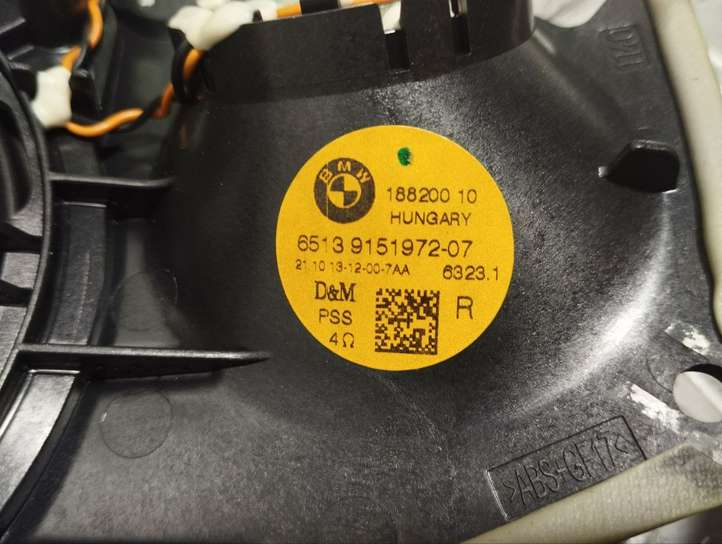 BMW
188200 10
HUNGARY
6513 9151972-07
21.10 13-12-00-7AA 6323.1
D&M
PSS
4Ω
R
>ABS-GF17<